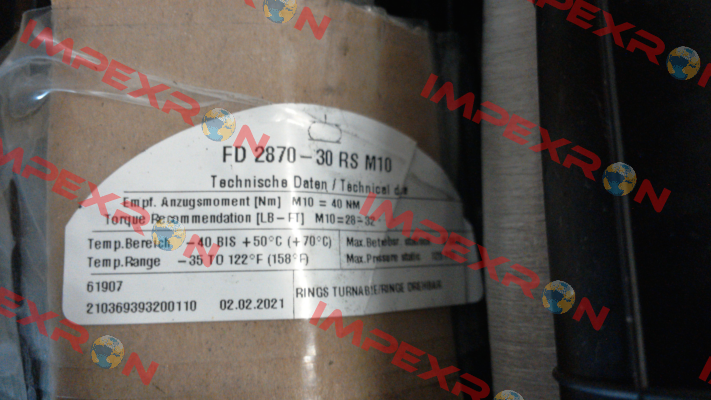 FD 2870-30 RS M10
Technische Daten / Technical
Empf. Anzugsmoment [Nm] M10 = 40 NM
Torque Recommendation [LB-FT] M10=28-32
Temp.Bereich -40 BIS +50°C (+70°C)
Max.Betr
Temp.Range -35 TO 122°F (158°F)
Max.Pressure static
61907
210369393200110 02.02.2021
RINGS TURNABLE/RINGE DREHBAR
IMPEXRON
IMPEXRON
IMPEXRON
IMPEXRON
IMPEXRON